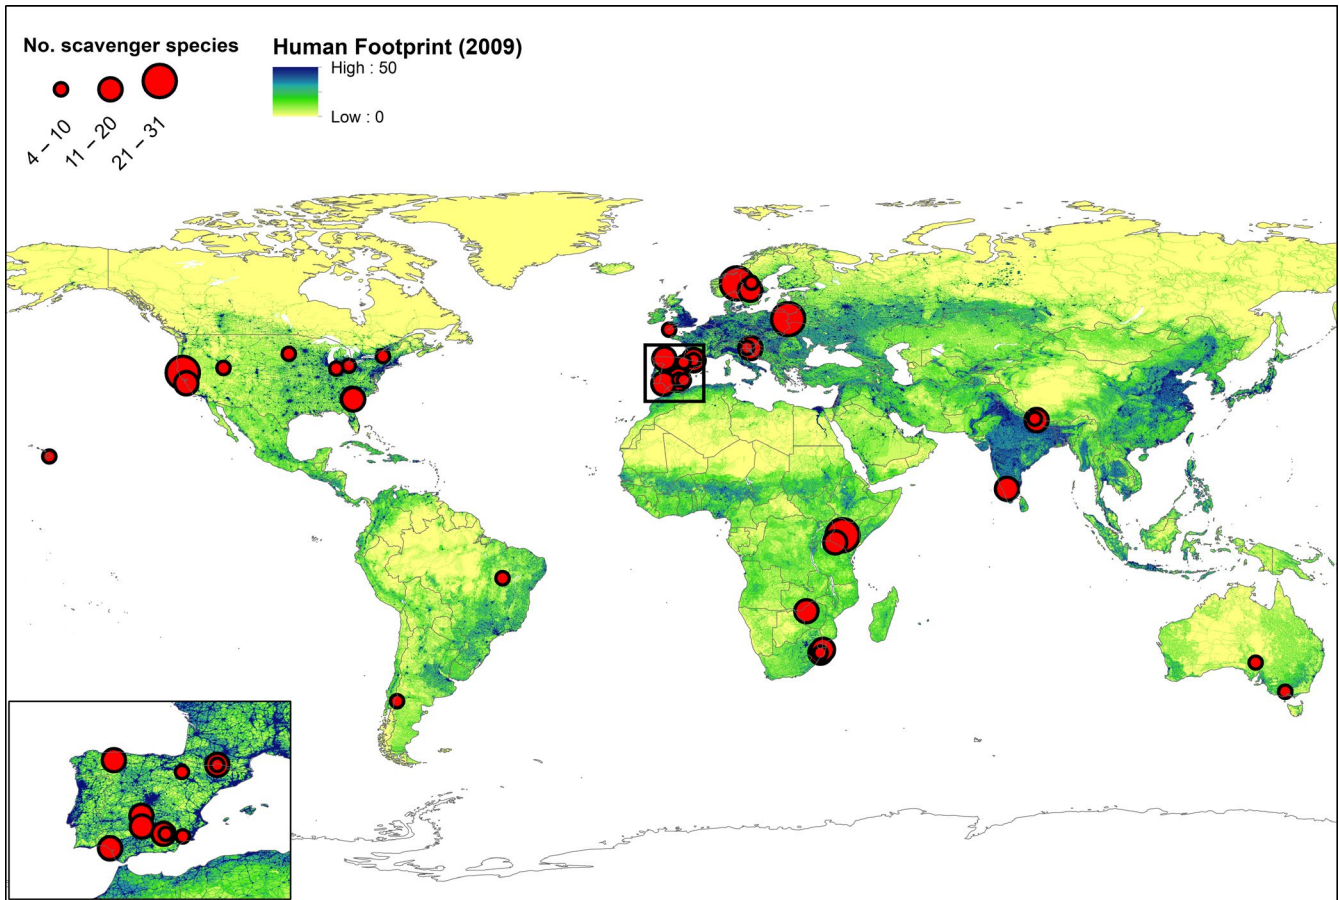 No. scavenger species
4 – 10
11 – 20
21 – 31
Human Footprint (2009)
High : 50
Low : 0